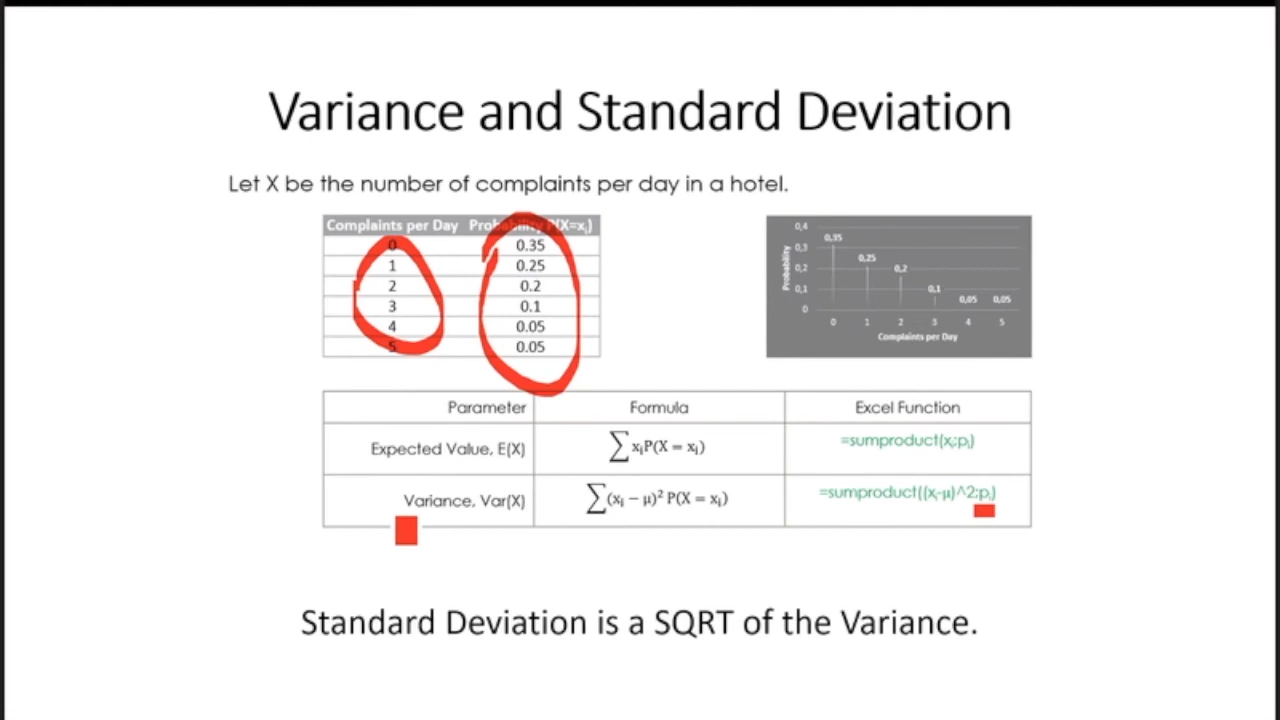 Variance and Standard Deviation
Let X be the number of complaints per day in a hotel.
Complaints per Day Probability P(X=xᵢ)
0 0.35
1 0.25
2 0.2
3 0.1
4 0.05
5 0.05
0,4
0,3
0,2
0,1
0
Probability
0,35
0,25
0,2
0,1
0,05 0,05
0 1 2 3 4 5
Complaints per Day
Parameter Formula Excel Function
Expected Value, E(X) ∑xᵢP(X = xᵢ) =sumproduct(xᵢ;pᵢ)
Variance, Var(X) ∑(xᵢ − μ)² P(X = xᵢ) =sumproduct((xᵢ-μ)^2;pᵢ)
Standard Deviation is a SQRT of the Variance.